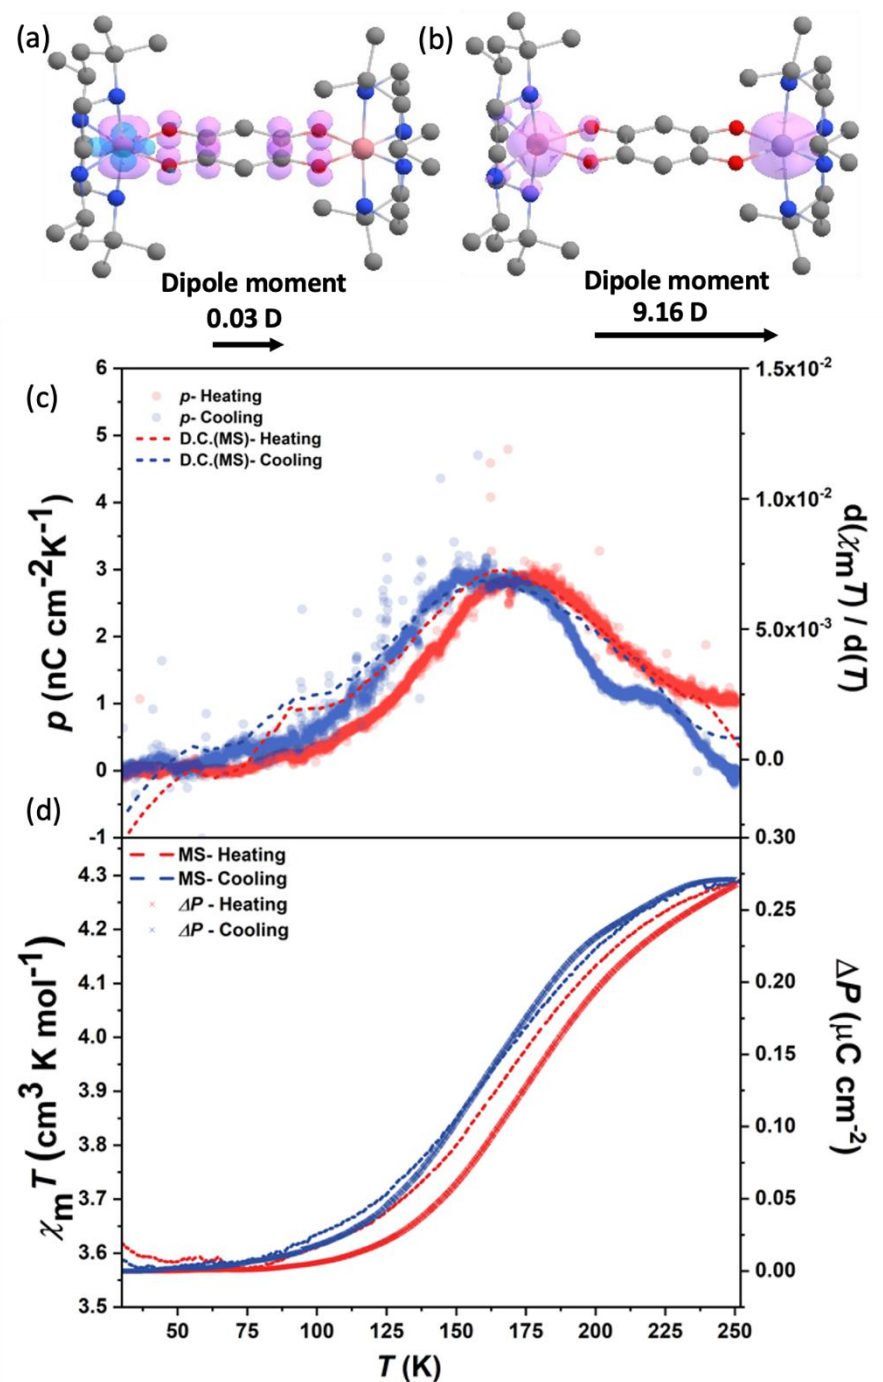 (a)
(b)
Dipole moment
0.03 D
Dipole moment
9.16 D
(c)
6
5
4
3
2
1
0
-1
p (nC cm⁻²K⁻¹)
p- Heating
p- Cooling
D.C.(MS)- Heating
D.C.(MS)- Cooling
1.5x10⁻²
1.0x10⁻²
5.0x10⁻³
0.0
d(χₘT) / d(T)
(d)
4.3
4.2
4.1
4.0
3.9
3.8
3.7
3.6
3.5
χₘT (cm³ K mol⁻¹)
MS- Heating
MS- Cooling
ΔP - Heating
ΔP - Cooling
0.30
0.25
0.20
0.15
0.10
0.05
0.00
ΔP (μC cm⁻²)
50 75 100 125 150 175 200 225 250
T (K)